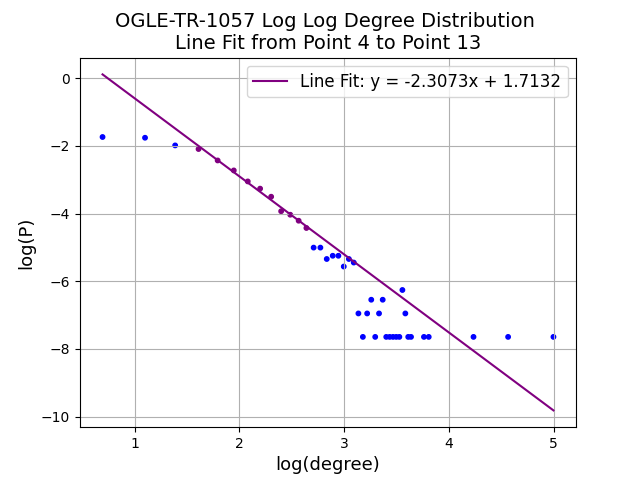 OGLE-TR-1057 Log Log Degree Distribution
Line Fit from Point 4 to Point 13
Line Fit: y = -2.3073x + 1.7132
0
−2
−4
−6
−8
−10
log(P)
1 2 3 4 5
log(degree)